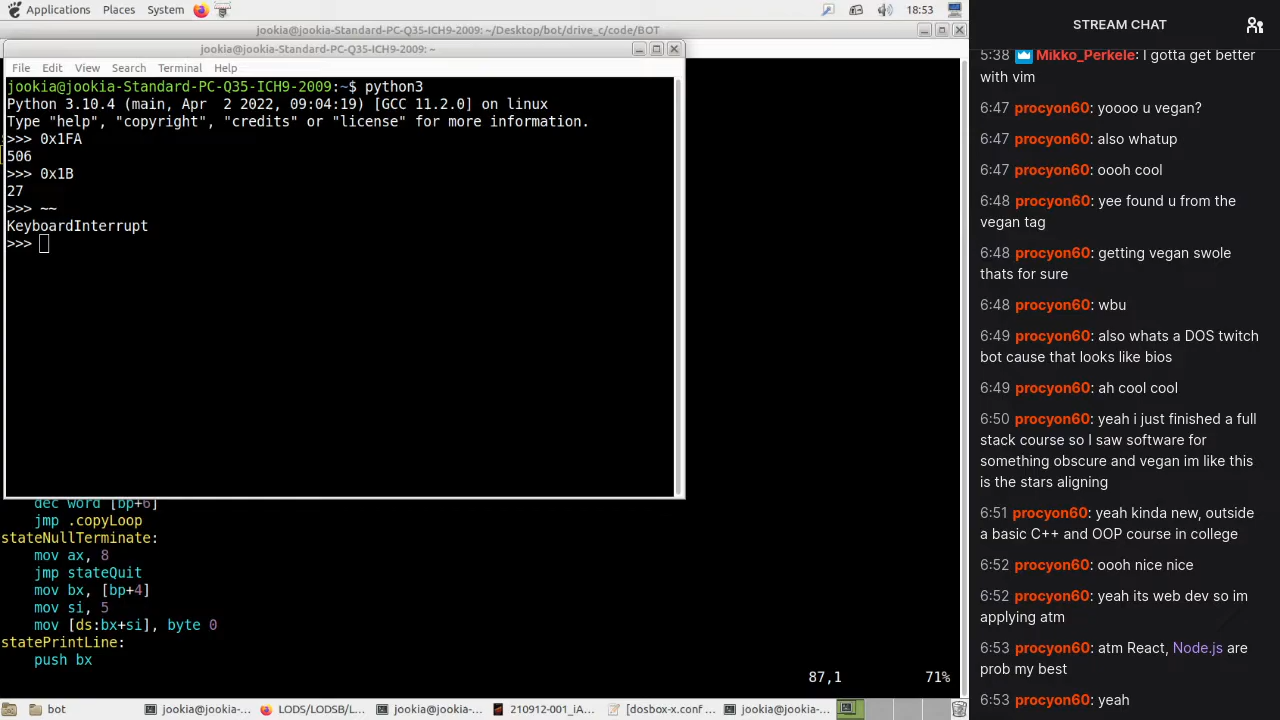 Applications Places System 18:53
jookia@jookia-Standard-PC-Q35-ICH9-2009: ~/Desktop/bot/drive_c/code/BOT
jookia@jookia-Standard-PC-Q35-ICH9-2009: ~
File Edit View Search Terminal Help
jookia@jookia-Standard-PC-Q35-ICH9-2009:~$ python3
Python 3.10.4 (main, Apr  2 2022, 09:04:19) [GCC 11.2.0] on linux
Type "help", "copyright", "credits" or "license" for more information.
>>> 0x1FA
506
>>> 0x1B
27
>>> ~~
KeyboardInterrupt
>>>
dec word [bp+6]
jmp .copyLoop
stateNullTerminate:
mov ax, 8
jmp stateQuit
mov bx, [bp+4]
mov si, 5
mov [ds:bx+si], byte 0
statePrintLine:
push bx
87,1 71%
bot jookia@jookia-... LODS/LODSB/L... jookia@jookia-... 210912-001_iA... [dosbox-x.conf ... jookia@jookia-...
STREAM CHAT
5:38 Mikko_Perkele: I gotta get better
with vim
6:47 procyon60: yoooo u vegan?
6:47 procyon60: also whatup
6:47 procyon60: oooh cool
6:48 procyon60: yee found u from the
vegan tag
6:48 procyon60: getting vegan swole
thats for sure
6:48 procyon60: wbu
6:49 procyon60: also whats a DOS twitch
bot cause that looks like bios
6:49 procyon60: ah cool cool
6:50 procyon60: yeah i just finished a full
stack course so I saw software for
something obscure and vegan im like this
is the stars aligning
6:51 procyon60: yeah kinda new, outside
a basic C++ and OOP course in college
6:52 procyon60: oooh nice nice
6:52 procyon60: yeah its web dev so im
applying atm
6:53 procyon60: atm React, Node.js are
prob my best
6:53 procyon60: yeah